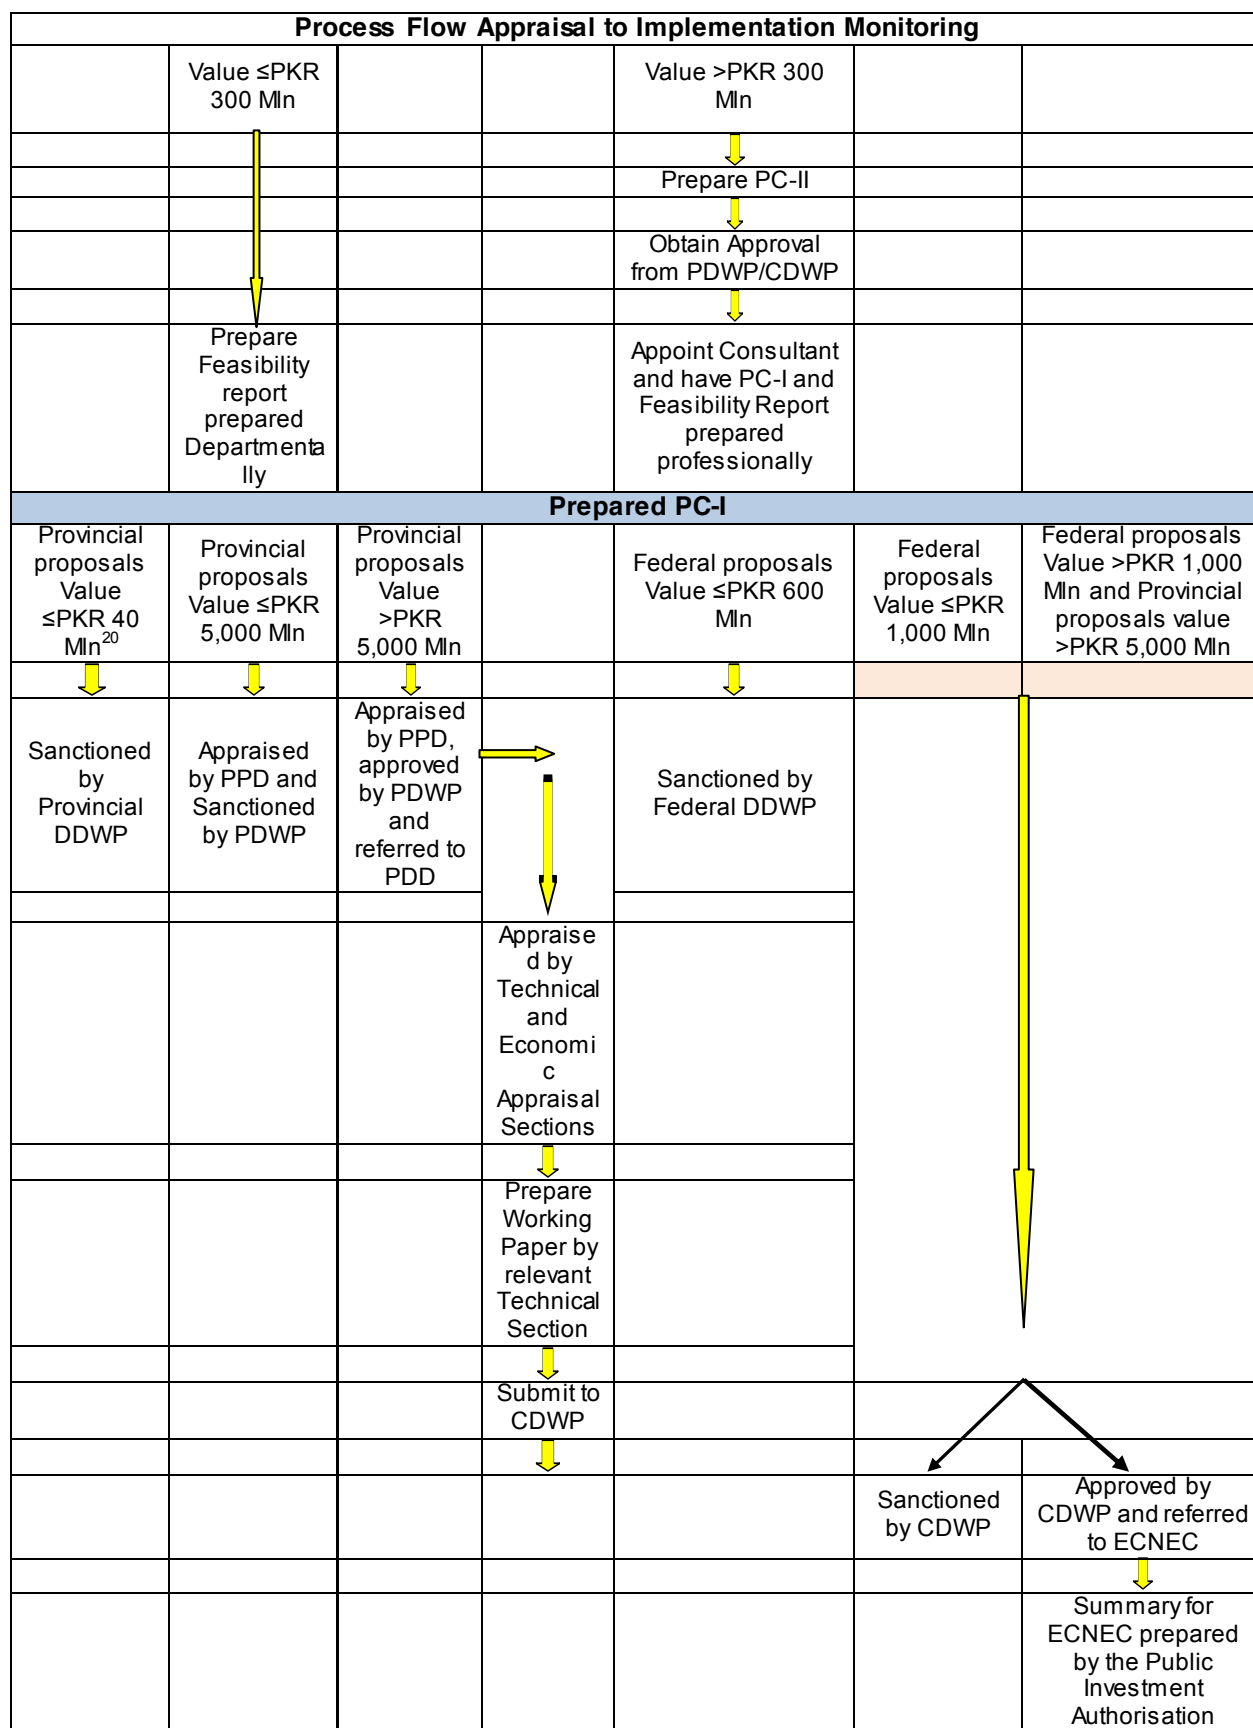 Process Flow Appraisal to Implementation Monitoring
Value ≤PKR
300 Mln
Value >PKR 300
Mln
Prepare PC-II
Obtain Approval
from PDWP/CDWP
Prepare
Feasibility
report
prepared
Departmenta
lly
Appoint Consultant
and have PC-I and
Feasibility Report
prepared
professionally
Prepared PC-I
Provincial
proposals
Value
≤PKR 40
Mln20
Provincial
proposals
Value ≤PKR
5,000 Mln
Provincial
proposals
Value
>PKR
5,000 Mln
Federal proposals
Value ≤PKR 600
Mln
Federal
proposals
Value ≤PKR
1,000 Mln
Federal proposals
Value >PKR 1,000
Mln and Provincial
proposals value
>PKR 5,000 Mln
Sanctioned
by
Provincial
DDWP
Appraised
by PPD and
Sanctioned
by PDWP
Appraised
by PPD,
approved
by PDWP
and
referred to
PDD
Sanctioned by
Federal DDWP
Appraise
d by
Technical
and
Economi
c
Appraisal
Sections
Prepare
Working
Paper by
relevant
Technical
Section
Submit to
CDWP
Sanctioned
by CDWP
Approved by
CDWP and referred
to ECNEC
Summary for
ECNEC prepared
by the Public
Investment
Authorisation